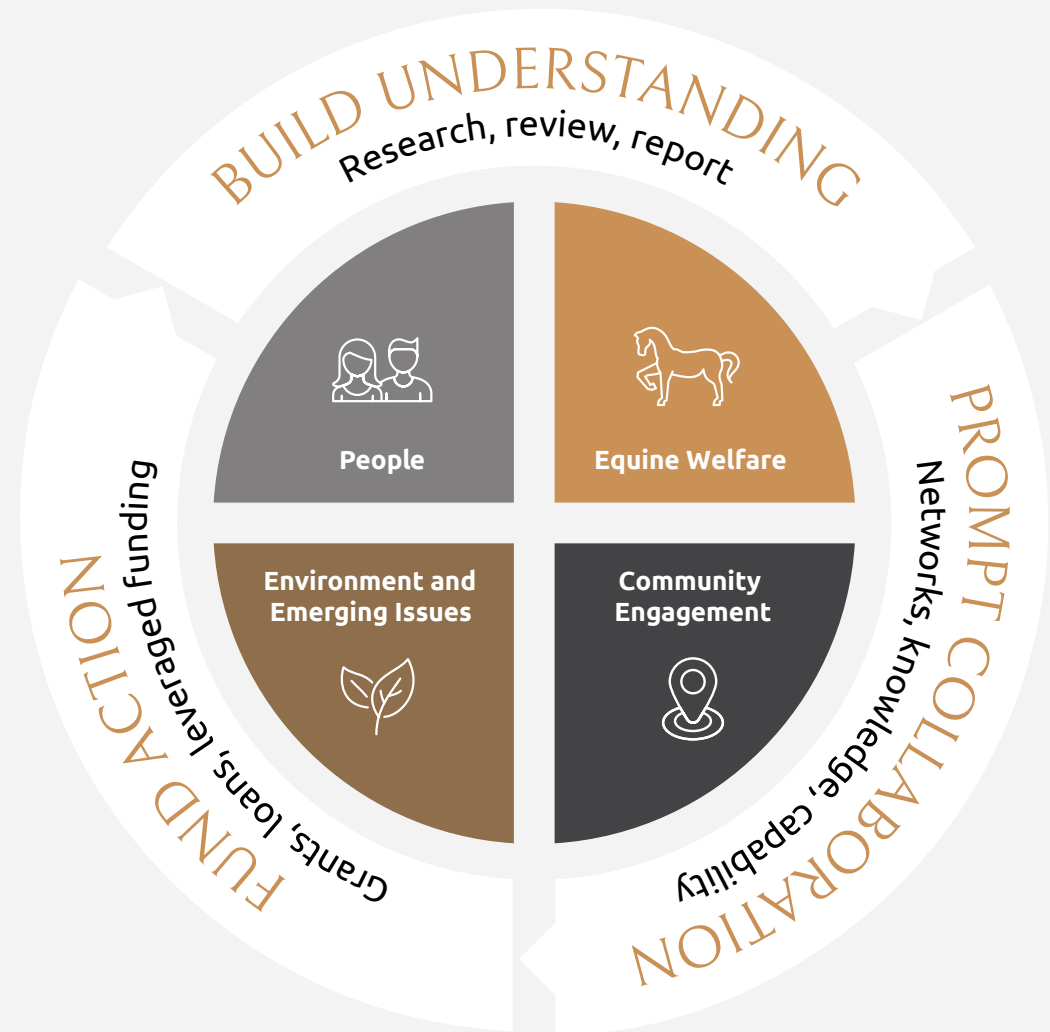 BUILD UNDERSTANDING
Research, review, report
PROMPT COLLABORATION
Networks, knowledge, capability
FUND ACTION
Grants, loans, leveraged funding
People
Equine Welfare
Environment and
Emerging Issues
Community
Engagement